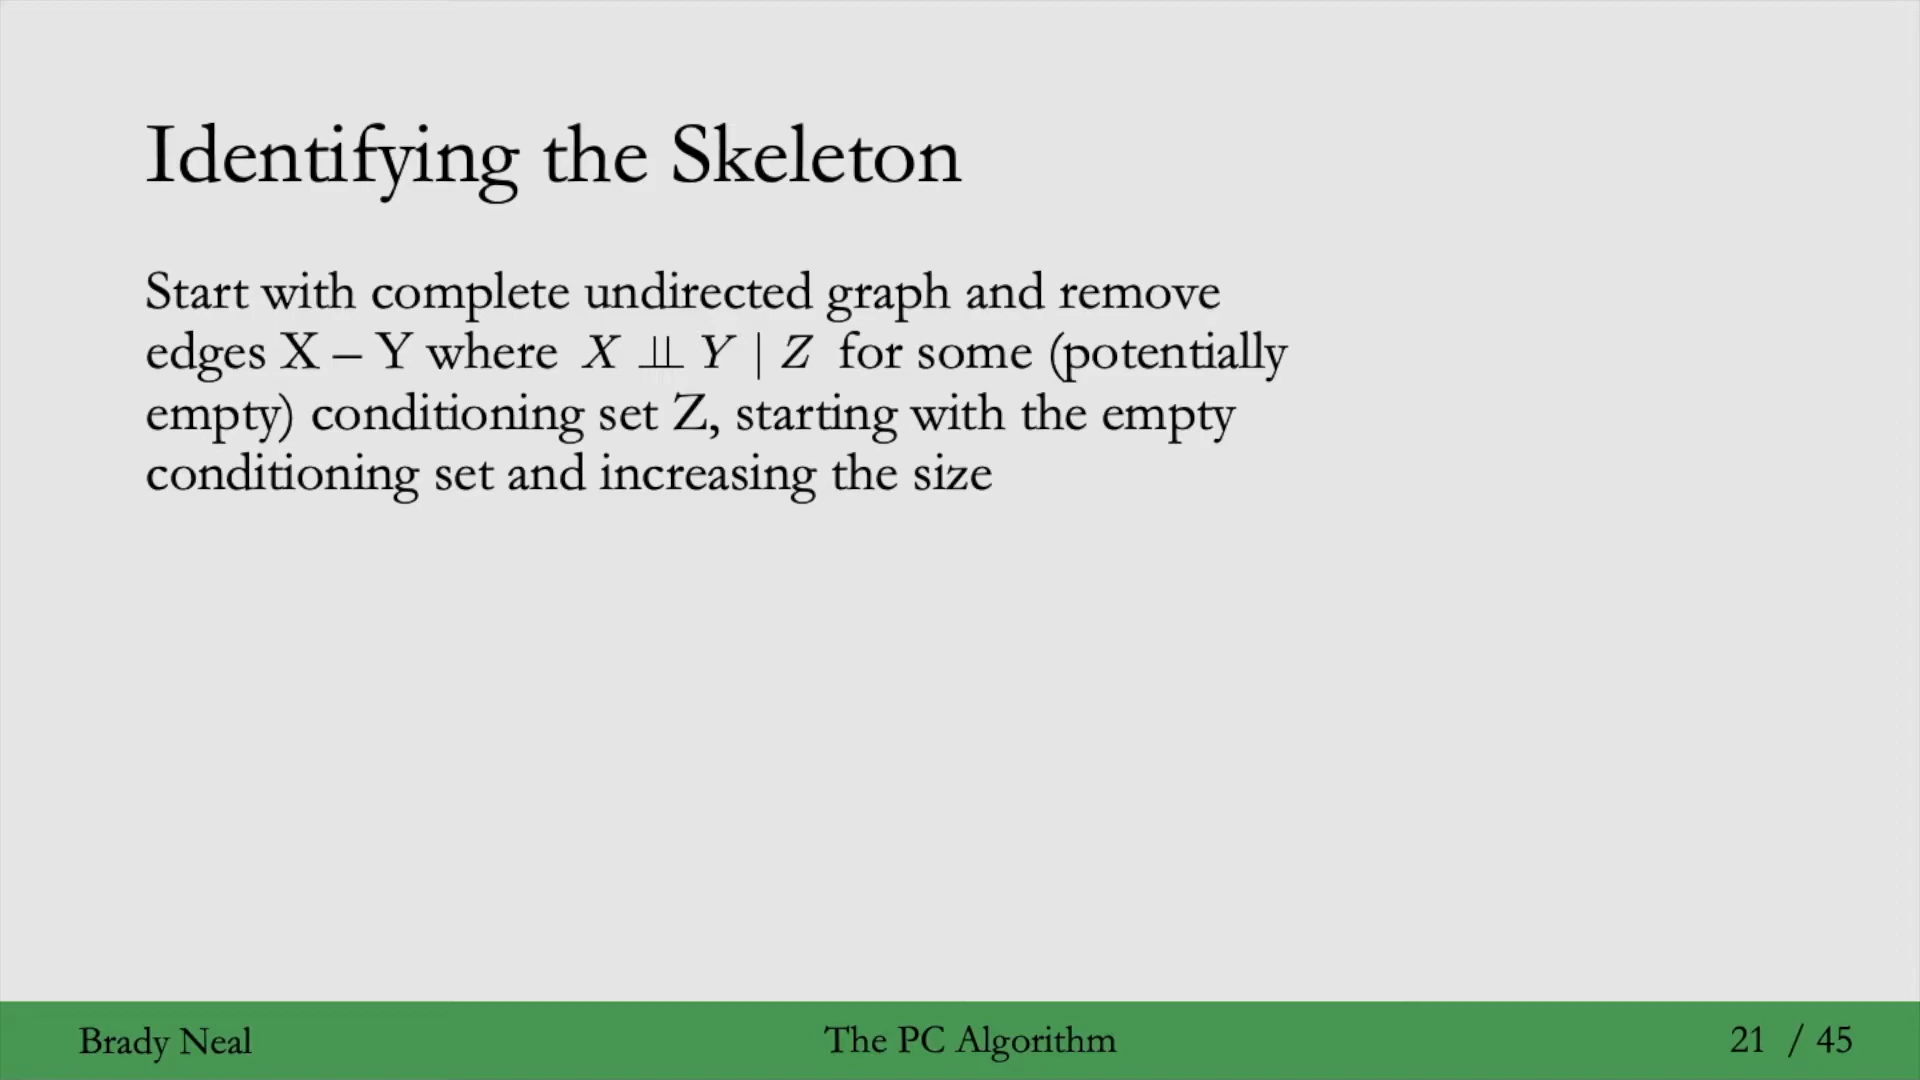 Identifying the Skeleton
Start with complete undirected graph and remove
edges X – Y where X ⫫ Y | Z for some (potentially
empty) conditioning set Z, starting with the empty
conditioning set and increasing the size
Brady Neal
The PC Algorithm
21 / 45